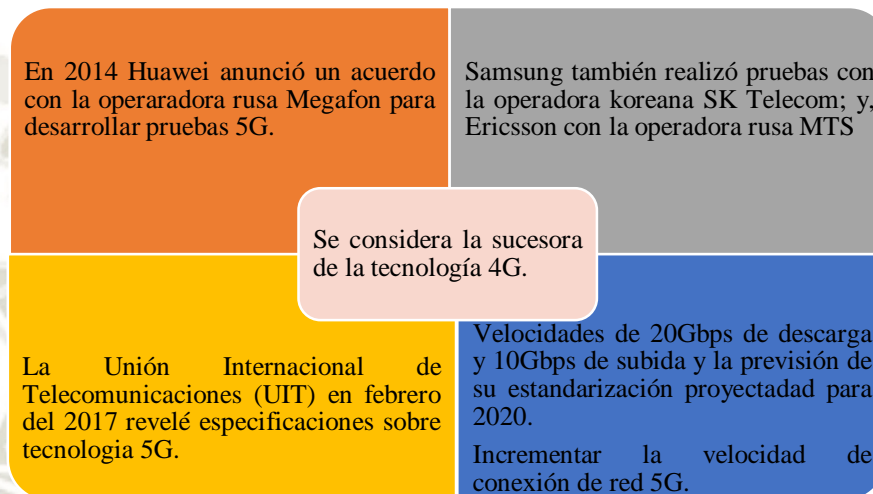 En 2014 Huawei anunció un acuerdo
con la operaradora rusa Megafon para
desarrollar pruebas 5G.
Samsung también realizó pruebas con
la operadora koreana SK Telecom; y,
Ericsson con la operadora rusa MTS
Se considera la sucesora
de la tecnología 4G.
La Unión Internacional de
Telecomunicaciones (UIT) en febrero
del 2017 revelé especificaciones sobre
tecnologia 5G.
Velocidades de 20Gbps de descarga
y 10Gbps de subida y la previsión de
su estandarización proyectadad para
2020.
Incrementar la velocidad de
conexión de red 5G.